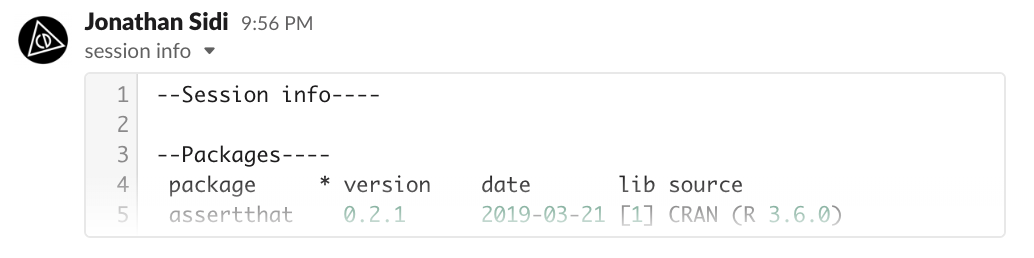 CD
Jonathan Sidi 9:56 PM
session info
1 --Session info----
2
3 --Packages----
4  package     * version    date       lib source
5  assertthat    0.2.1      2019-03-21 [1] CRAN (R 3.6.0)